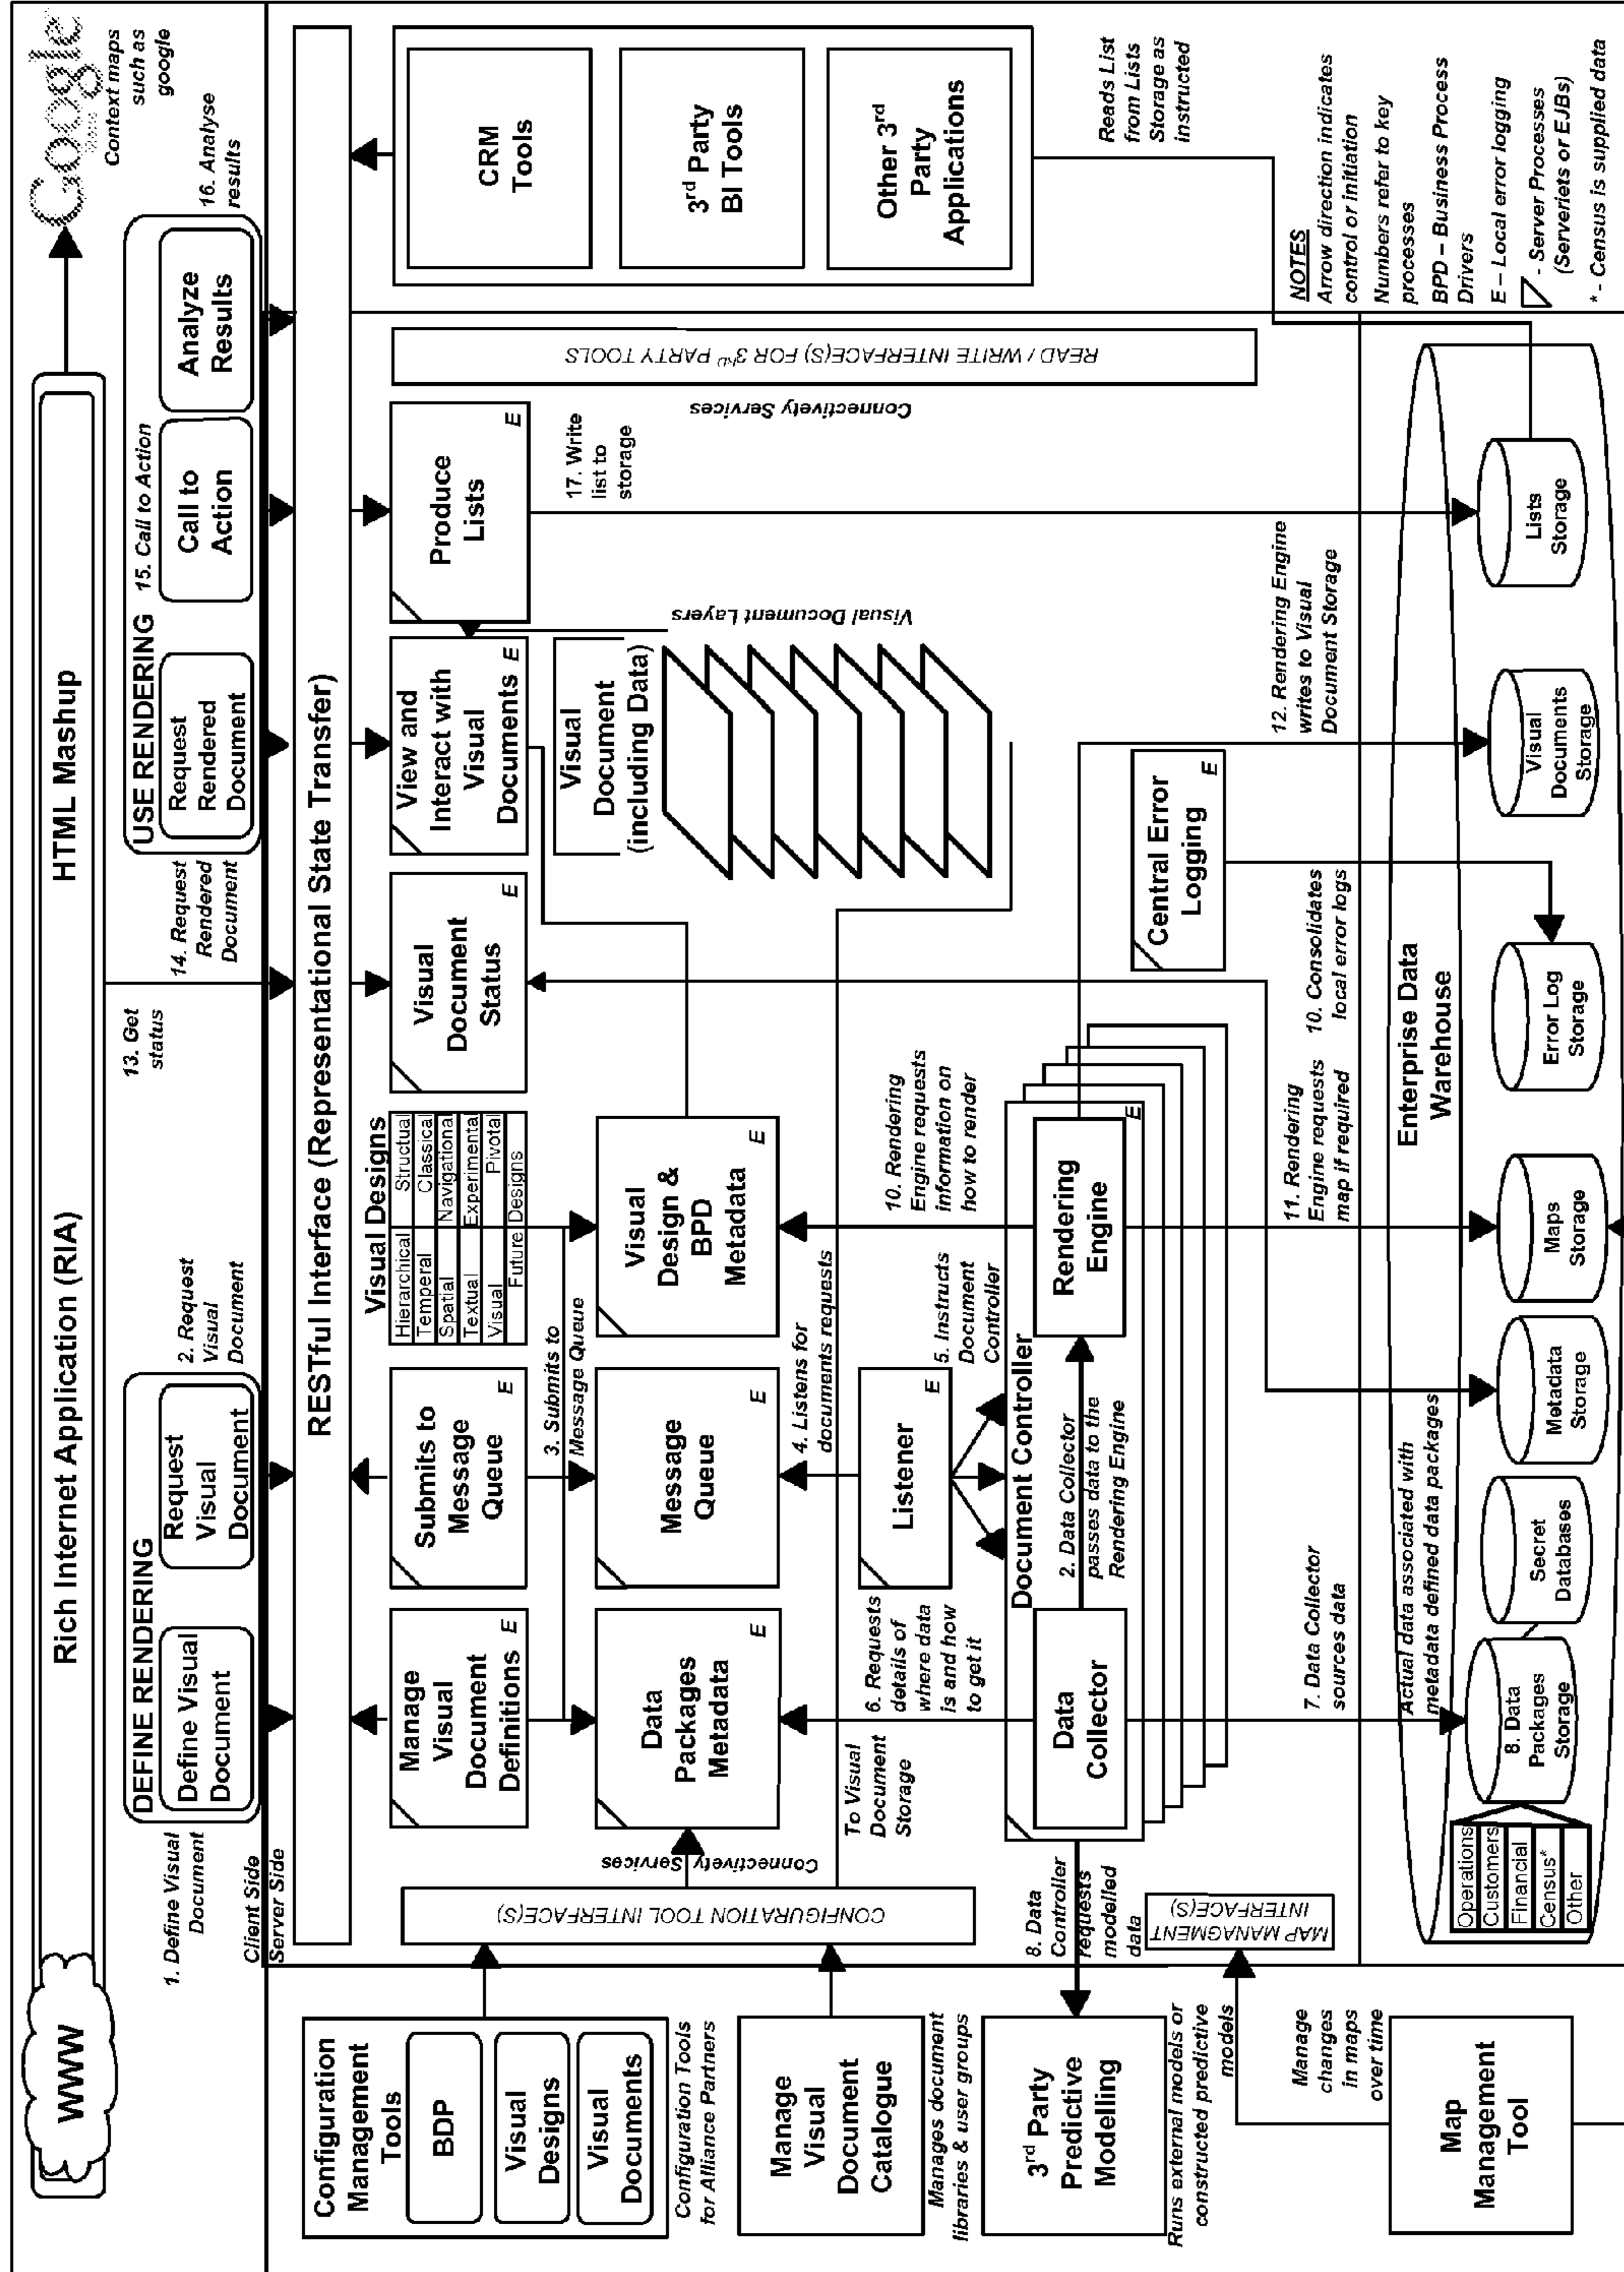 WWW
Rich Internet Application (RIA)
HTML Mashup
Google
Context maps
such as
google
1. Define Visual
Document
DEFINE RENDERING
Define Visual
Document
Request
Visual
Document
2. Request
Visual
Document
13. Get
status
14. Request
Rendered
Document
USE RENDERING
Request
Rendered
Document
15. Call to Action
Call to
Action
Analyze
Results
16. Analyse
results
Client Side
Server Side
RESTful Interface (Representational State Transfer)
Configuration
Management
Tools
BDP
Visual
Designs
Visual
Documents
Configuration Tools
for Alliance Partners
Manage
Visual
Document
Catalogue
Manages document
libraries & user groups
3rd Party
Predictive
Modelling
Runs external models or
constructed predictive
models
Manage
changes
in maps
over time
Map
Management
Tool
CONFIGURATION TOOL INTERFACE(S)
Connectively Services
MAP MANAGMENT
INTERFACE(S)
Manage
Visual
Document
Definitions
E
Submits to
Message
Queue
E
3. Submits to
Message Queue
Visual Designs
Hierarchical
Structual
Temperal
Classical
Spatial
Navigational
Textual
Experimental
Visual
Pivotal
Future Designs
Visual
Document
Status
E
View and
Interact with
Visual
Documents
E
Produce
Lists
E
17. Write
list to
storage
Data
Packages
Metadata
E
Message
Queue
Visual
Design &
BPD
Metadata
E
Visual
Document
(including Data)
Visual Document Layers
Connectively Services
READ / WRITE INTERFACE(S) FOR 3RD PARTY TOOLS
CRM
Tools
3rd Party
BI Tools
Other 3rd
Party
Applications
Reads List
from Lists
Storage as
instructed
To Visual
Document
Storage
4. Listens for
documents requests
6. Requests
details of
where data
is and how
to get it
Listener
E
5. Instructs
Document
Controller
10. Rendering
Engine requests
information on
how to render
8. Data
Controller
requests
modelled
data
Document Controller
Data
Collector
2. Data Collector
passes data to the
Rendering Engine
Rendering
Engine
E
Central Error
Logging
E
7. Data Collector
sources data
11. Rendering
Engine requests
map if required
10. Consolidates
local error logs
12. Rendering Engine
writes to Visual
Document Storage
Actual data associated with
metadada defined data packages
Enterprise Data
Warehouse
Operations
Customers
Financial
Census*
Other
8. Data
Packages
Storage
Secret
Databases
Metadata
Storage
Maps
Storage
Error Log
Storage
Visual
Documents
Storage
Lists
Storage
NOTES
Arrow direction indicates
control or initiation
Numbers refer to key
processes
BPD – Business Process
Drivers
E – Local error logging
- Server Processes
(Serveriets or EJBs)
* - Census is supplied data